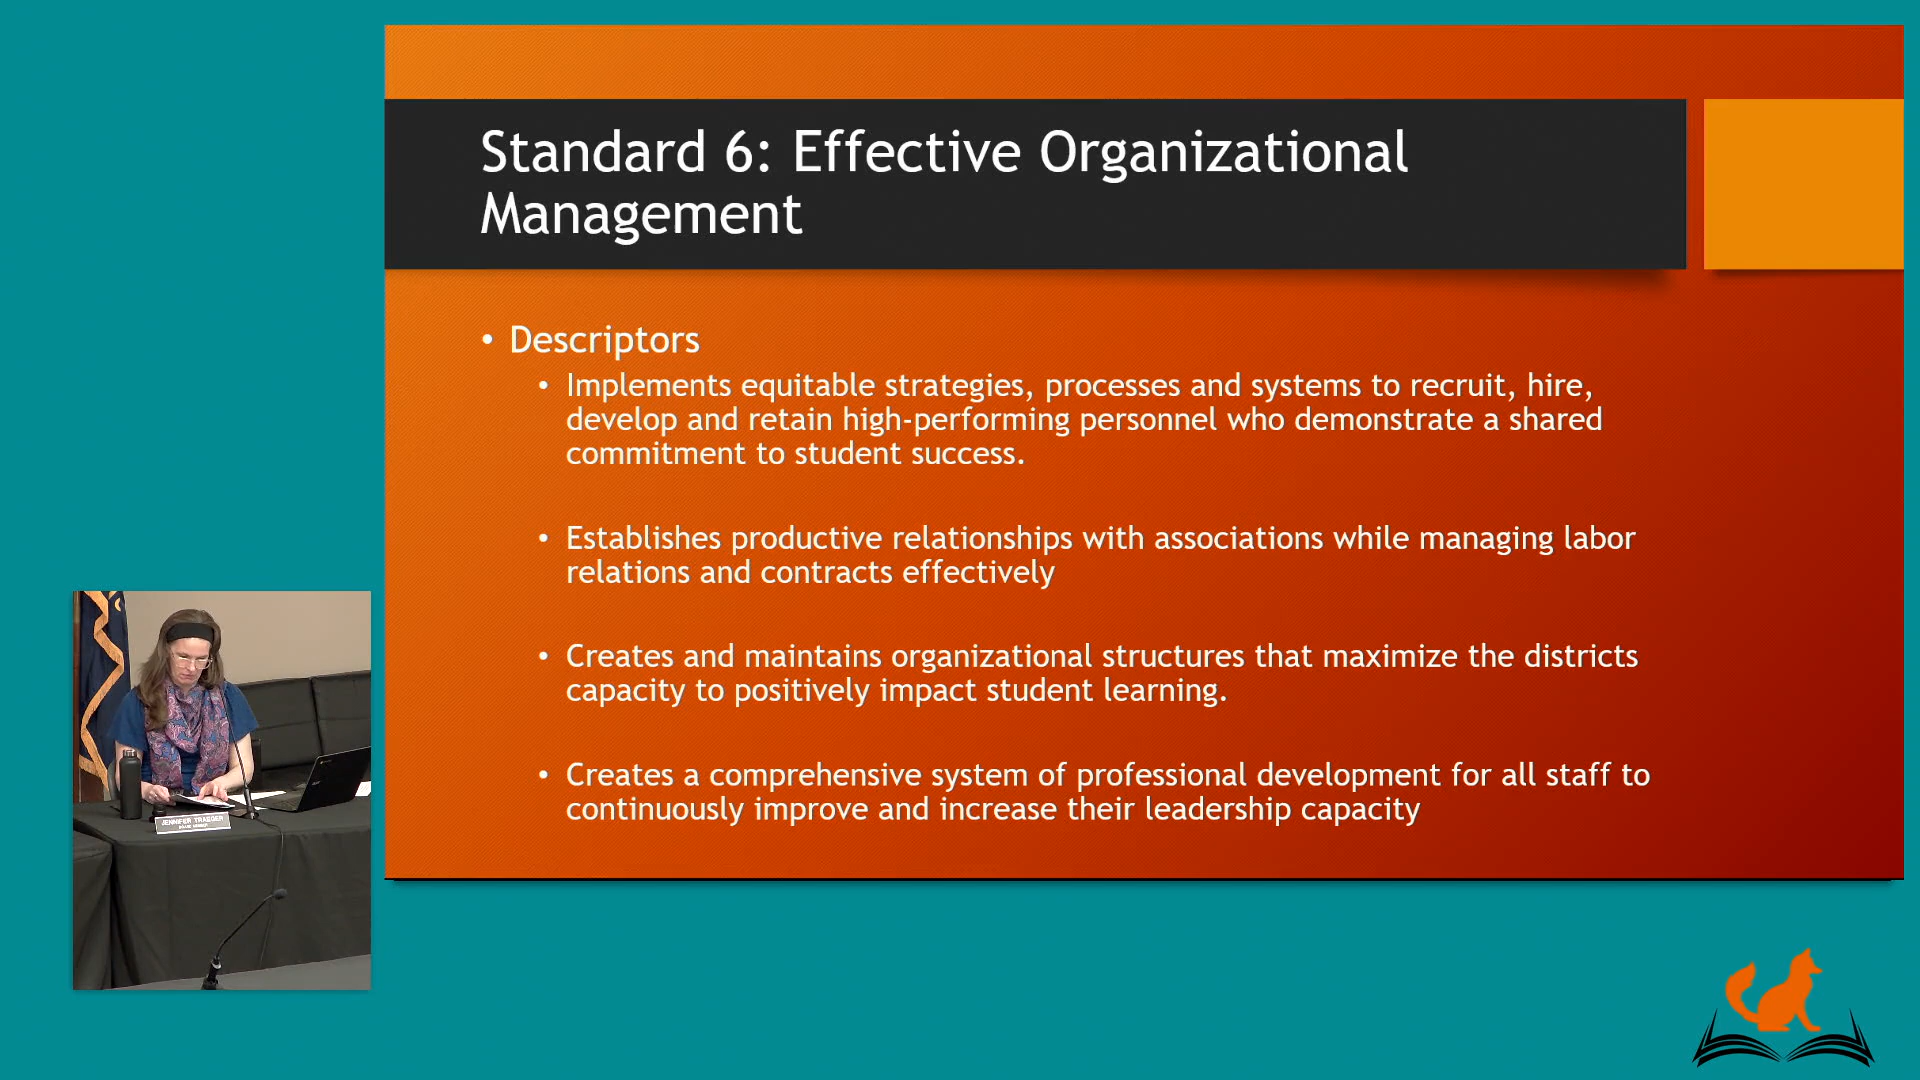 Standard 6: Effective Organizational
Management
• Descriptors
• Implements equitable strategies, processes and systems to recruit, hire,
develop and retain high-performing personnel who demonstrate a shared
commitment to student success.
• Establishes productive relationships with associations while managing labor
relations and contracts effectively
• Creates and maintains organizational structures that maximize the districts
capacity to positively impact student learning.
• Creates a comprehensive system of professional development for all staff to
continuously improve and increase their leadership capacity
JENNIFER TRAEGER